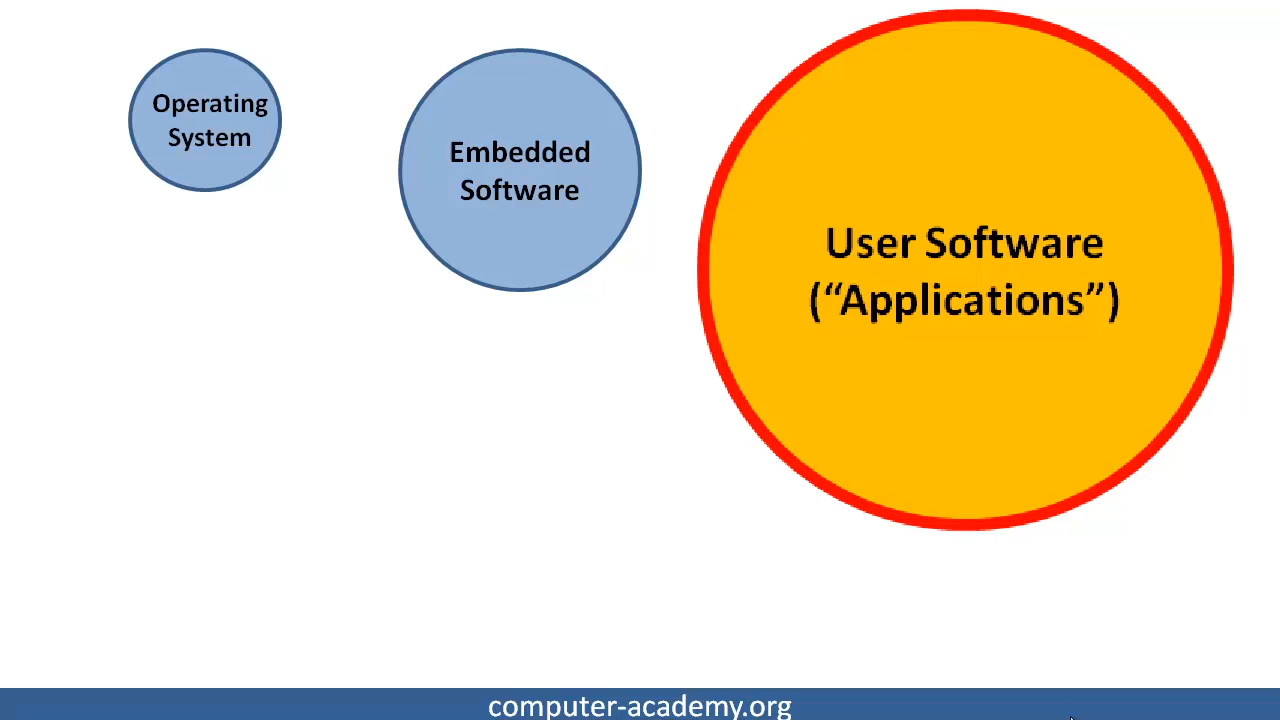 Operating
System
Embedded
Software
User Software
(“Applications”)
computer-academy.org